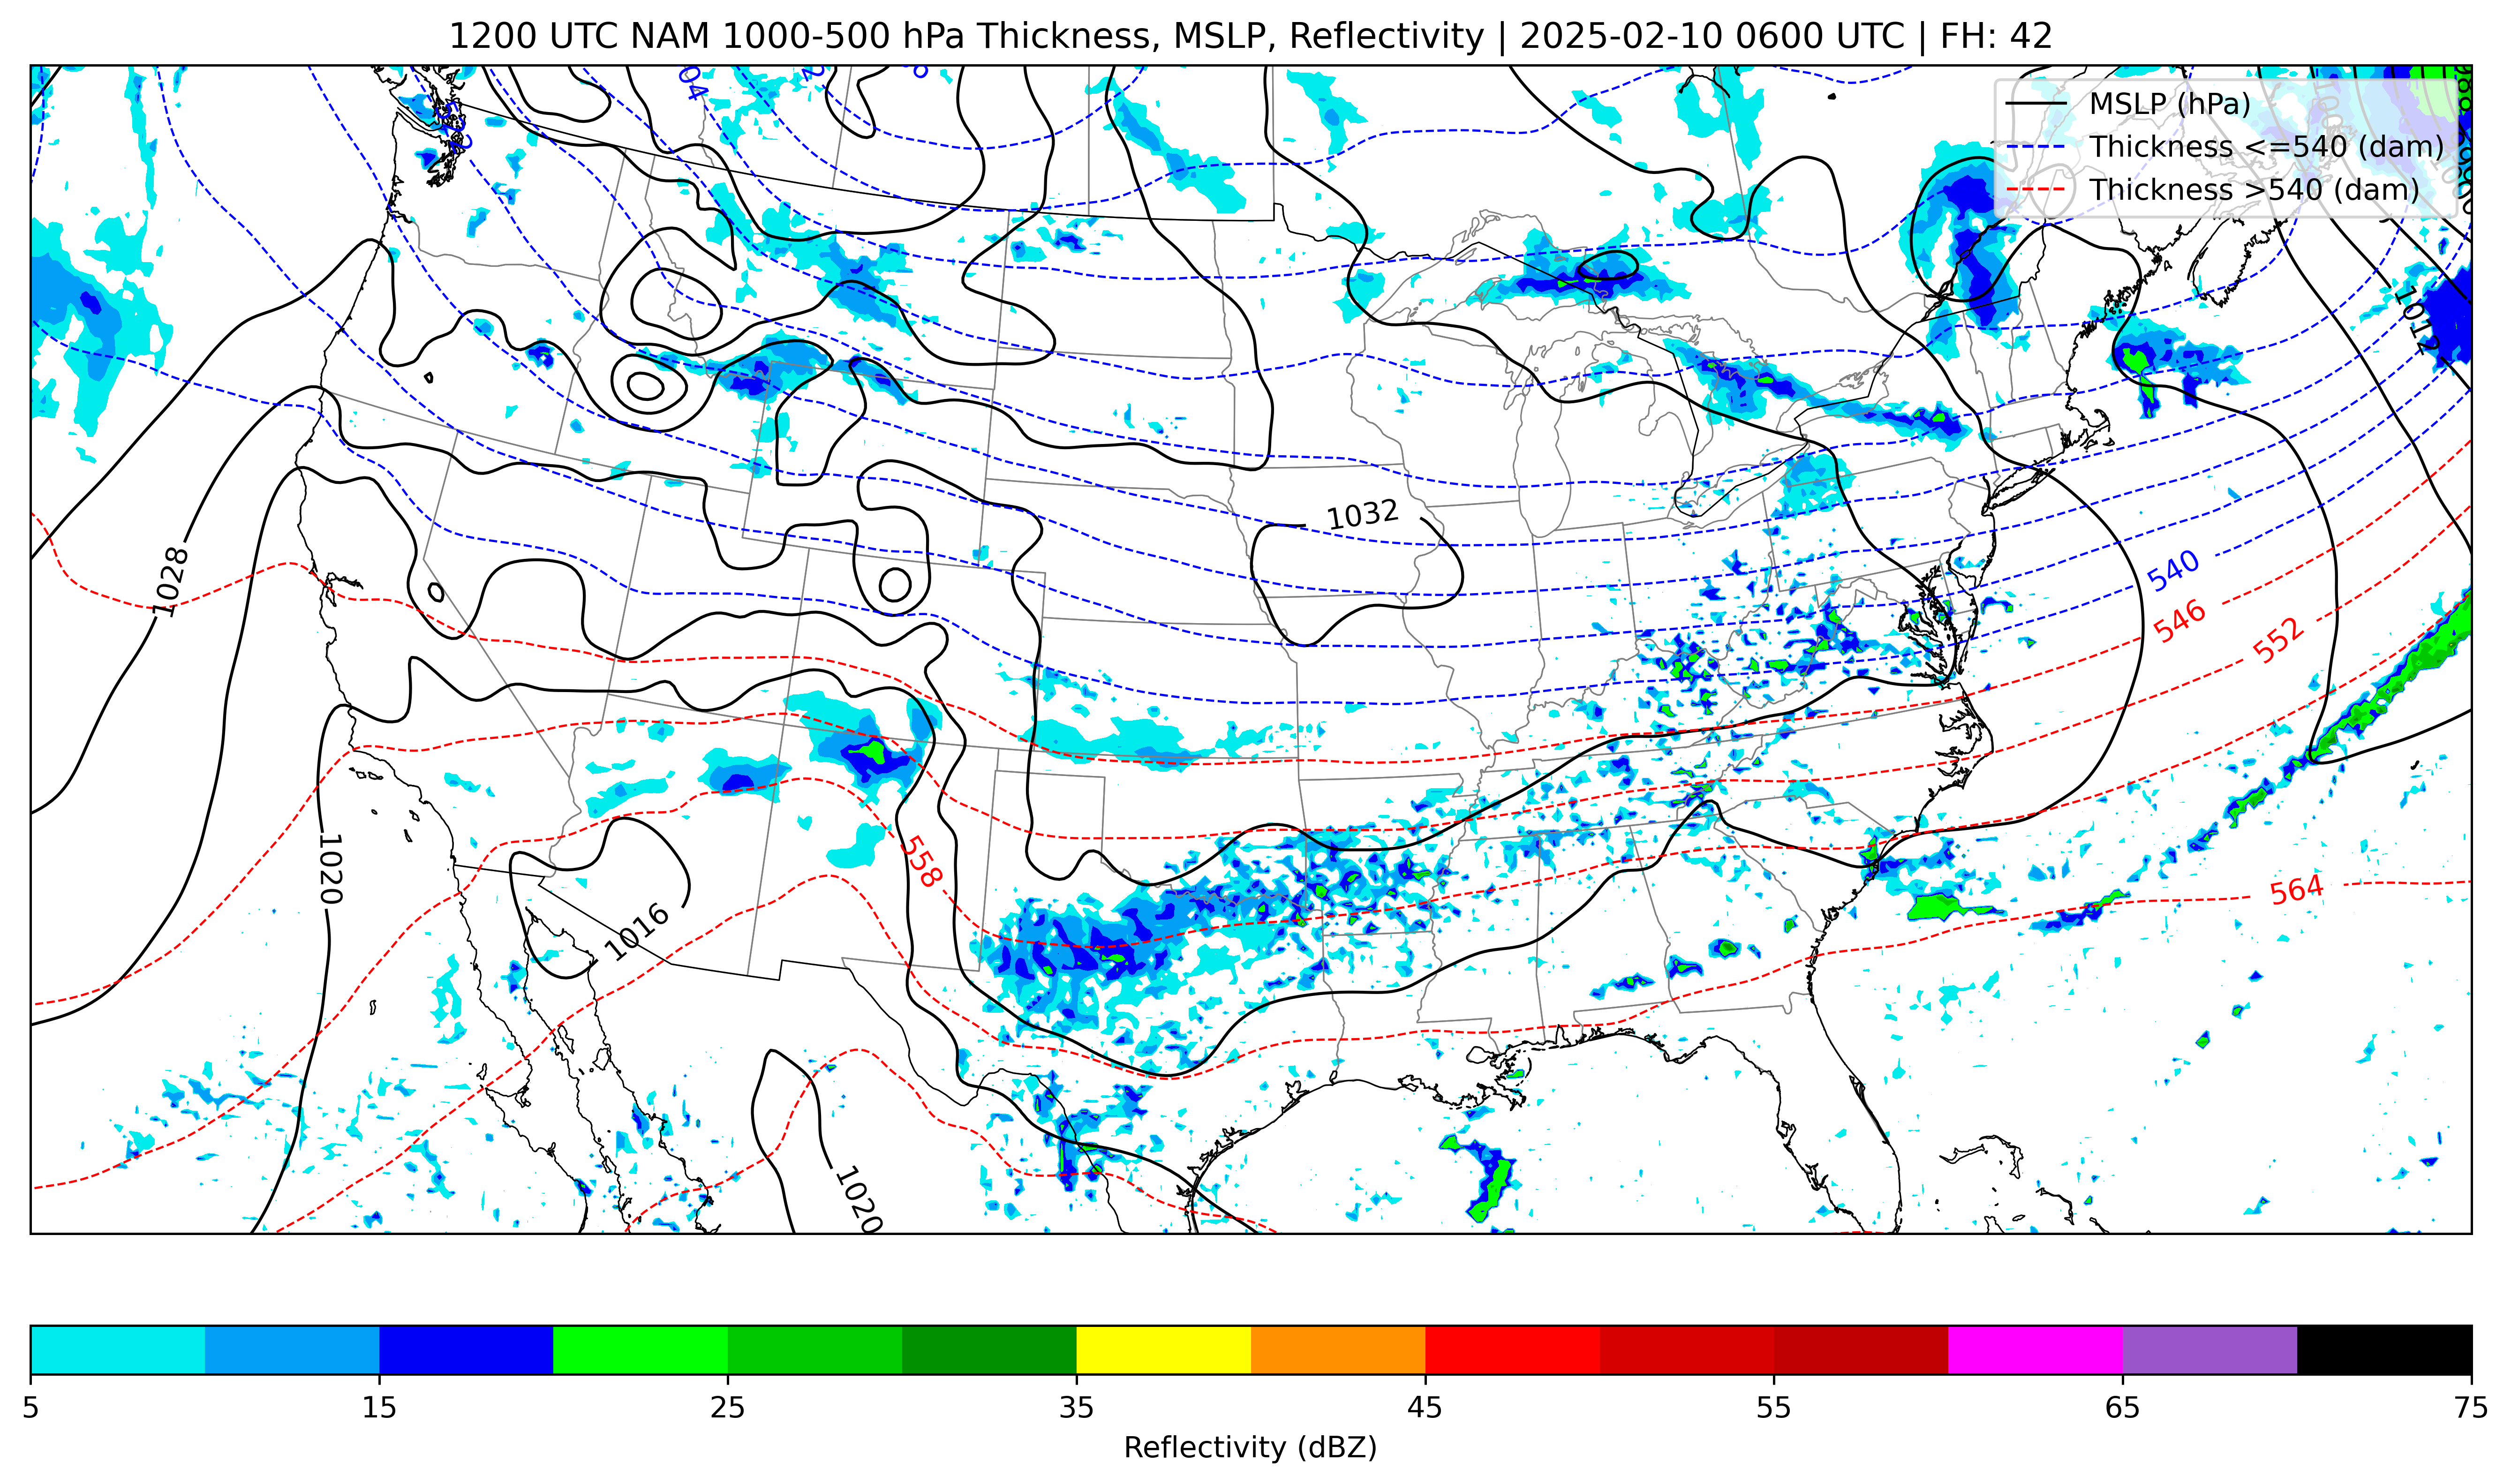 1200 UTC NAM 1000-500 hPa Thickness, MSLP, Reflectivity | 2025-02-10 0600 UTC | FH: 42
MSLP (hPa)
Thickness <=540 (dam)
Thickness >540 (dam)
1012
1032
1028
540
546
552
558
564
1020
1016
1020
5 15 25 35 45 55 65 75
Reflectivity (dBZ)